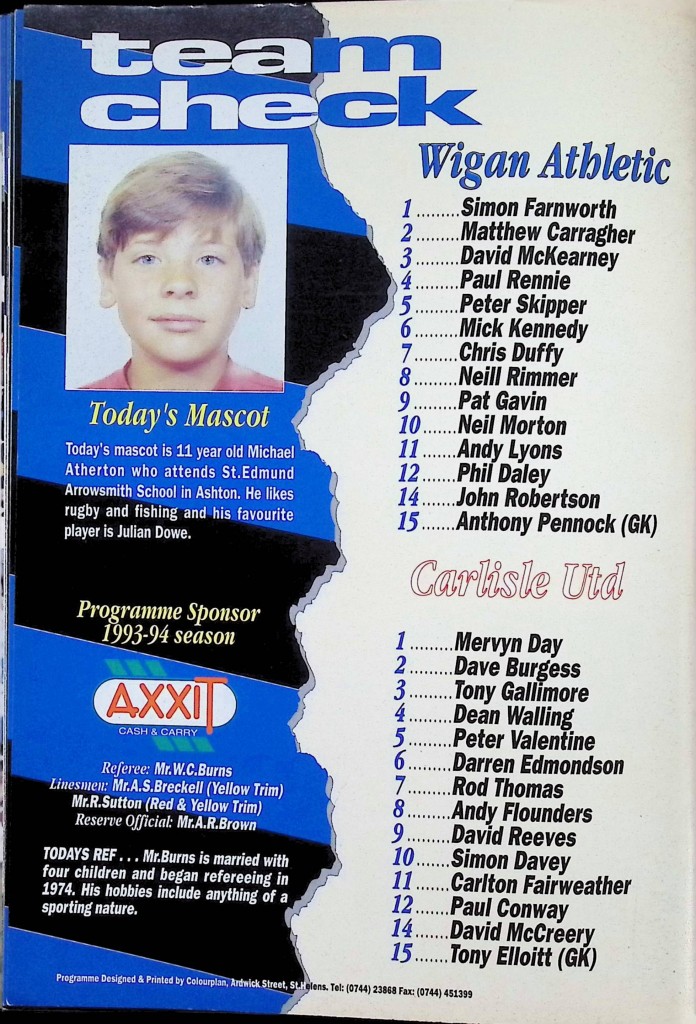 team
check
Today's Mascot
Today's mascot is 11 year old Michael
Atherton who attends St.Edmund
Arrowsmith School in Ashton. He likes
rugby and fishing and his favourite
player is Julian Dowe.
Programme Sponsor
1993-94 season
AXXIT
CASH & CARRY
Referee: Mr.W.C.Burns
Linesmen: Mr.A.S.Breckell (Yellow Trim)
Mr.R.Sutton (Red & Yellow Trim)
Reserve Official: Mr.A.R.Brown
TODAYS REF . . . Mr.Burns is married with
four children and began refereeing in
1974. His hobbies include anything of a
sporting nature.
Wigan Athletic
1.........Simon Farnworth
2.........Matthew Carragher
3.........David McKearney
4.........Paul Rennie
5.........Peter Skipper
6.........Mick Kennedy
7.........Chris Duffy
8.........Neill Rimmer
9.........Pat Gavin
10.......Neil Morton
11.......Andy Lyons
12.......Phil Daley
14.......John Robertson
15.......Anthony Pennock (GK)
Carlisle Utd
1.........Mervyn Day
2.........Dave Burgess
3.........Tony Gallimore
4.........Dean Walling
5.........Peter Valentine
6.........Darren Edmondson
7.........Rod Thomas
8.........Andy Flounders
9.........David Reeves
10.......Simon Davey
11.......Carlton Fairweather
12.......Paul Conway
14.......David McCreery
15.......Tony Elloitt (GK)
Programme Designed & Printed by Colourplan, Ardwick Street, St.Helens. Tel: (0744) 23868 Fax: (0744) 451399